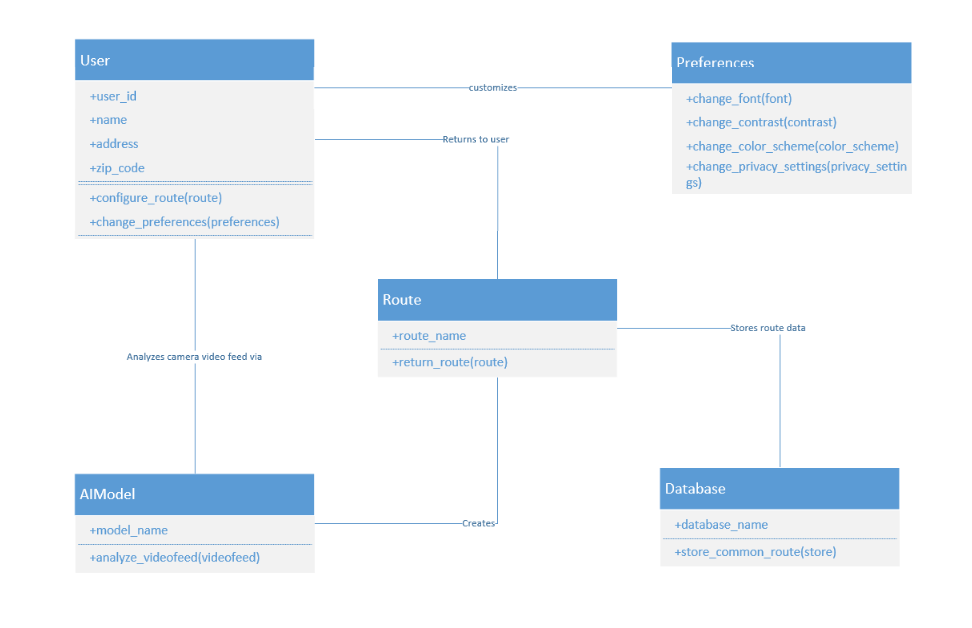 User
+user_id
+name
+address
+zip_code
+configure_route(route)
+change_preferences(preferences)
customizes
Preferences
+change_font(font)
+change_contrast(contrast)
+change_color_scheme(color_scheme)
+change_privacy_settings(privacy_settin
gs)
Returns to user
Route
+route_name
+return_route(route)
Stores route data
Analyzes camera video feed via
AIModel
+model_name
+analyze_videofeed(videofeed)
Creates
Database
+database_name
+store_common_route(store)